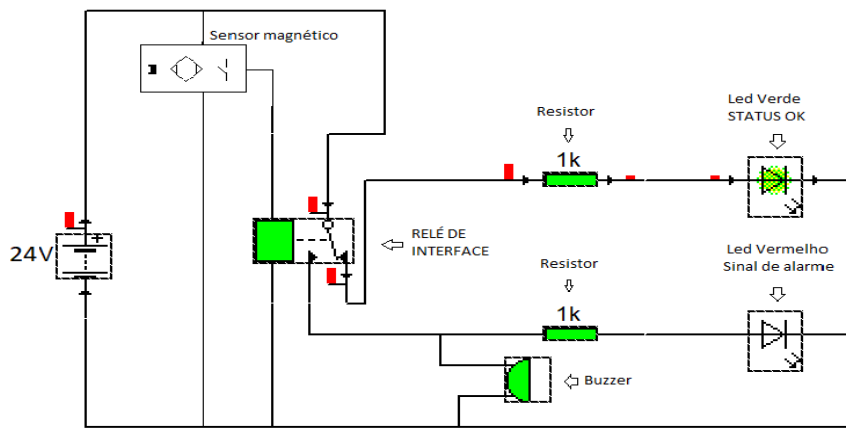 Sensor magnético
Resistor
1k
Led Verde
STATUS OK
24V
+
RELÉ DE
INTERFACE
Resistor
1k
Led Vermelho
Sinal de alarme
Buzzer